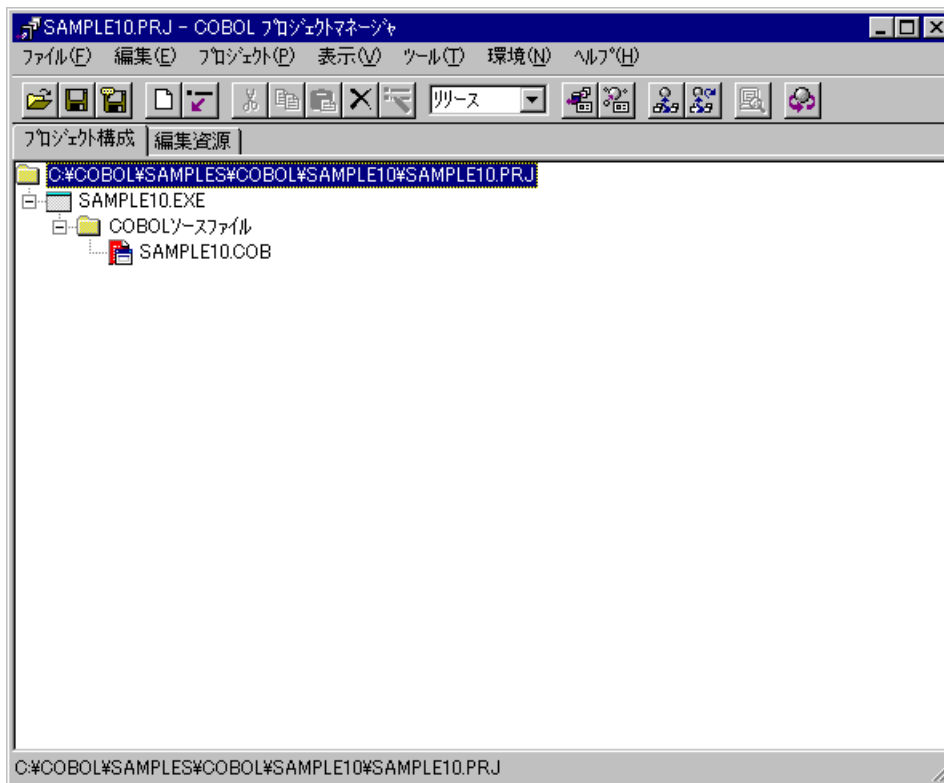 SAMPLE10.PRJ - COBOL ﾌﾟﾛｼﾞｪｸﾄﾏﾈｰｼﾞｬ
ﾌｧｲﾙ(F) 編集(E) ﾌﾟﾛｼﾞｪｸﾄ(P) 表示(V) ﾂｰﾙ(T) 環境(N) ﾍﾙﾌﾟ(H)
ﾘﾘｰｽ
ﾌﾟﾛｼﾞｪｸﾄ構成 編集資源
C:¥COBOL¥SAMPLES¥COBOL¥SAMPLE10¥SAMPLE10.PRJ
SAMPLE10.EXE
COBOLｿｰｽﾌｧｲﾙ
SAMPLE10.COB
C:¥COBOL¥SAMPLES¥COBOL¥SAMPLE10¥SAMPLE10.PRJ